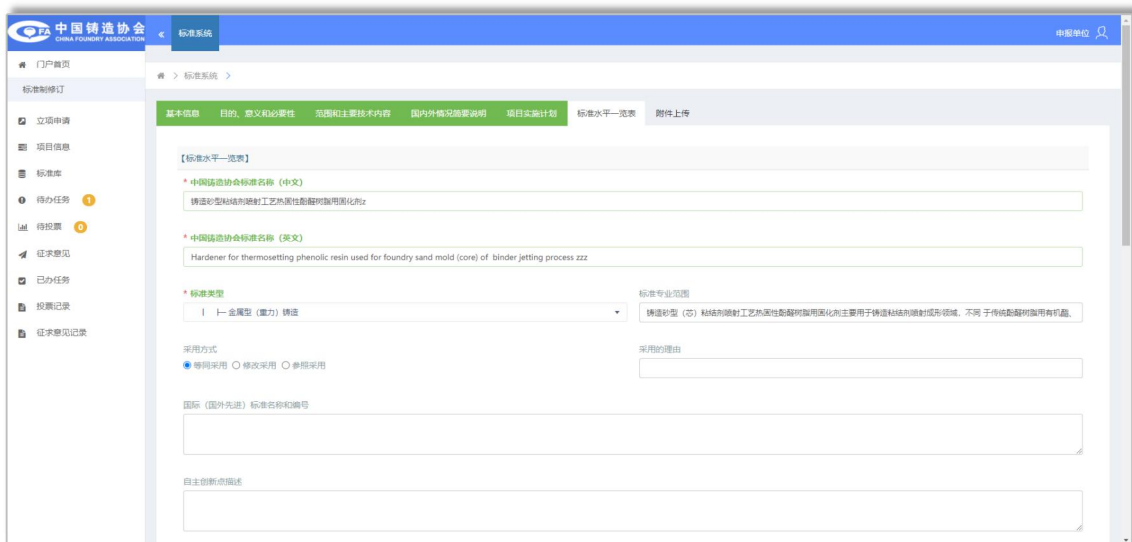 中国铸造协会
CHINA FOUNDRY ASSOCIATION
标准系统
申报单位
门户首页
标准制修订
立项申请
项目信息
标准库
待办任务 1
待投票 0
征求意见
已办任务
投票记录
征求意见记录
> 标准系统 >
基本信息 目的、意义和必要性 范围和主要技术内容 国内外情况简要说明 项目实施计划 标准水平一览表 附件上传
【标准水平一览表】
* 中国铸造协会标准名称（中文）
铸造砂型粘结剂喷射工艺热固性酚醛树脂用固化剂z
* 中国铸造协会标准名称（英文）
Hardener for thermosetting phenolic resin used for foundry sand mold (core) of binder jetting process zzz
* 标准类型 标准专业范围
| ├ 金属型（重力）铸造 铸造砂型（芯）粘结剂喷射工艺热固性酚醛树脂用固化剂主要用于铸造粘结剂喷射成形领域、不同 于传统酚醛树脂用有机酯、
采用方式 采用的理由
等同采用 修改采用 参照采用
国际（国外先进）标准名称和编号
自主创新点描述